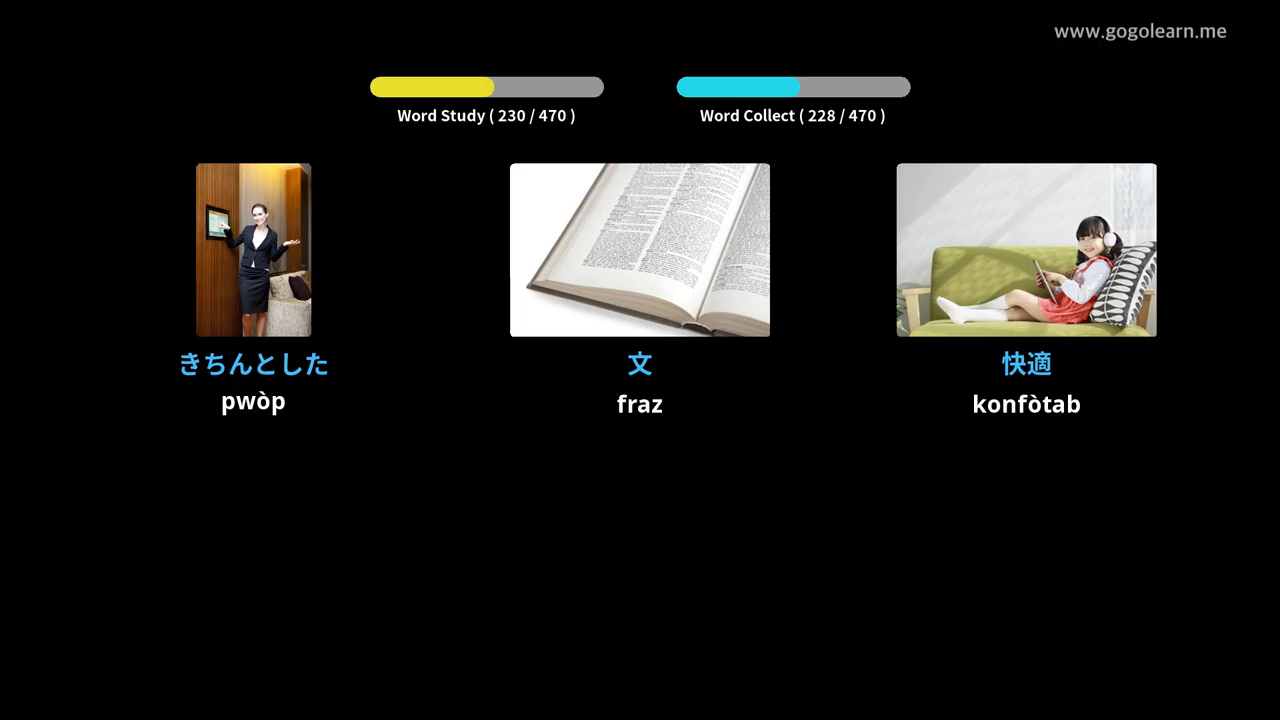 www.gogolearn.me
Word Study ( 230 / 470 )
Word Collect ( 228 / 470 )
きちんとした
文
快適
pwòp
fraz
konfòtab